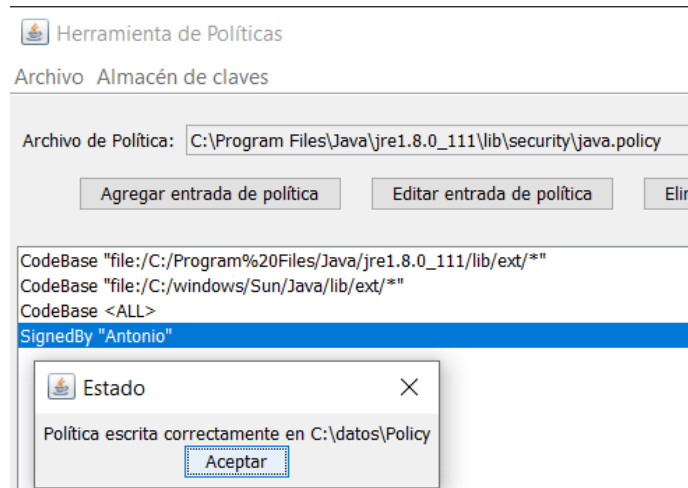 Herramienta de Políticas
Archivo Almacén de claves
Archivo de Política: C:\Program Files\Java\jre1.8.0_111\lib\security\java.policy
Agregar entrada de política Editar entrada de política Elir
CodeBase "file:/C:/Program%20Files/Java/jre1.8.0_111/lib/ext/*"
CodeBase "file:/C:/windows/Sun/Java/lib/ext/*"
CodeBase <ALL>
SignedBy "Antonio"
Estado
Política escrita correctamente en C:\datos\Policy
Aceptar